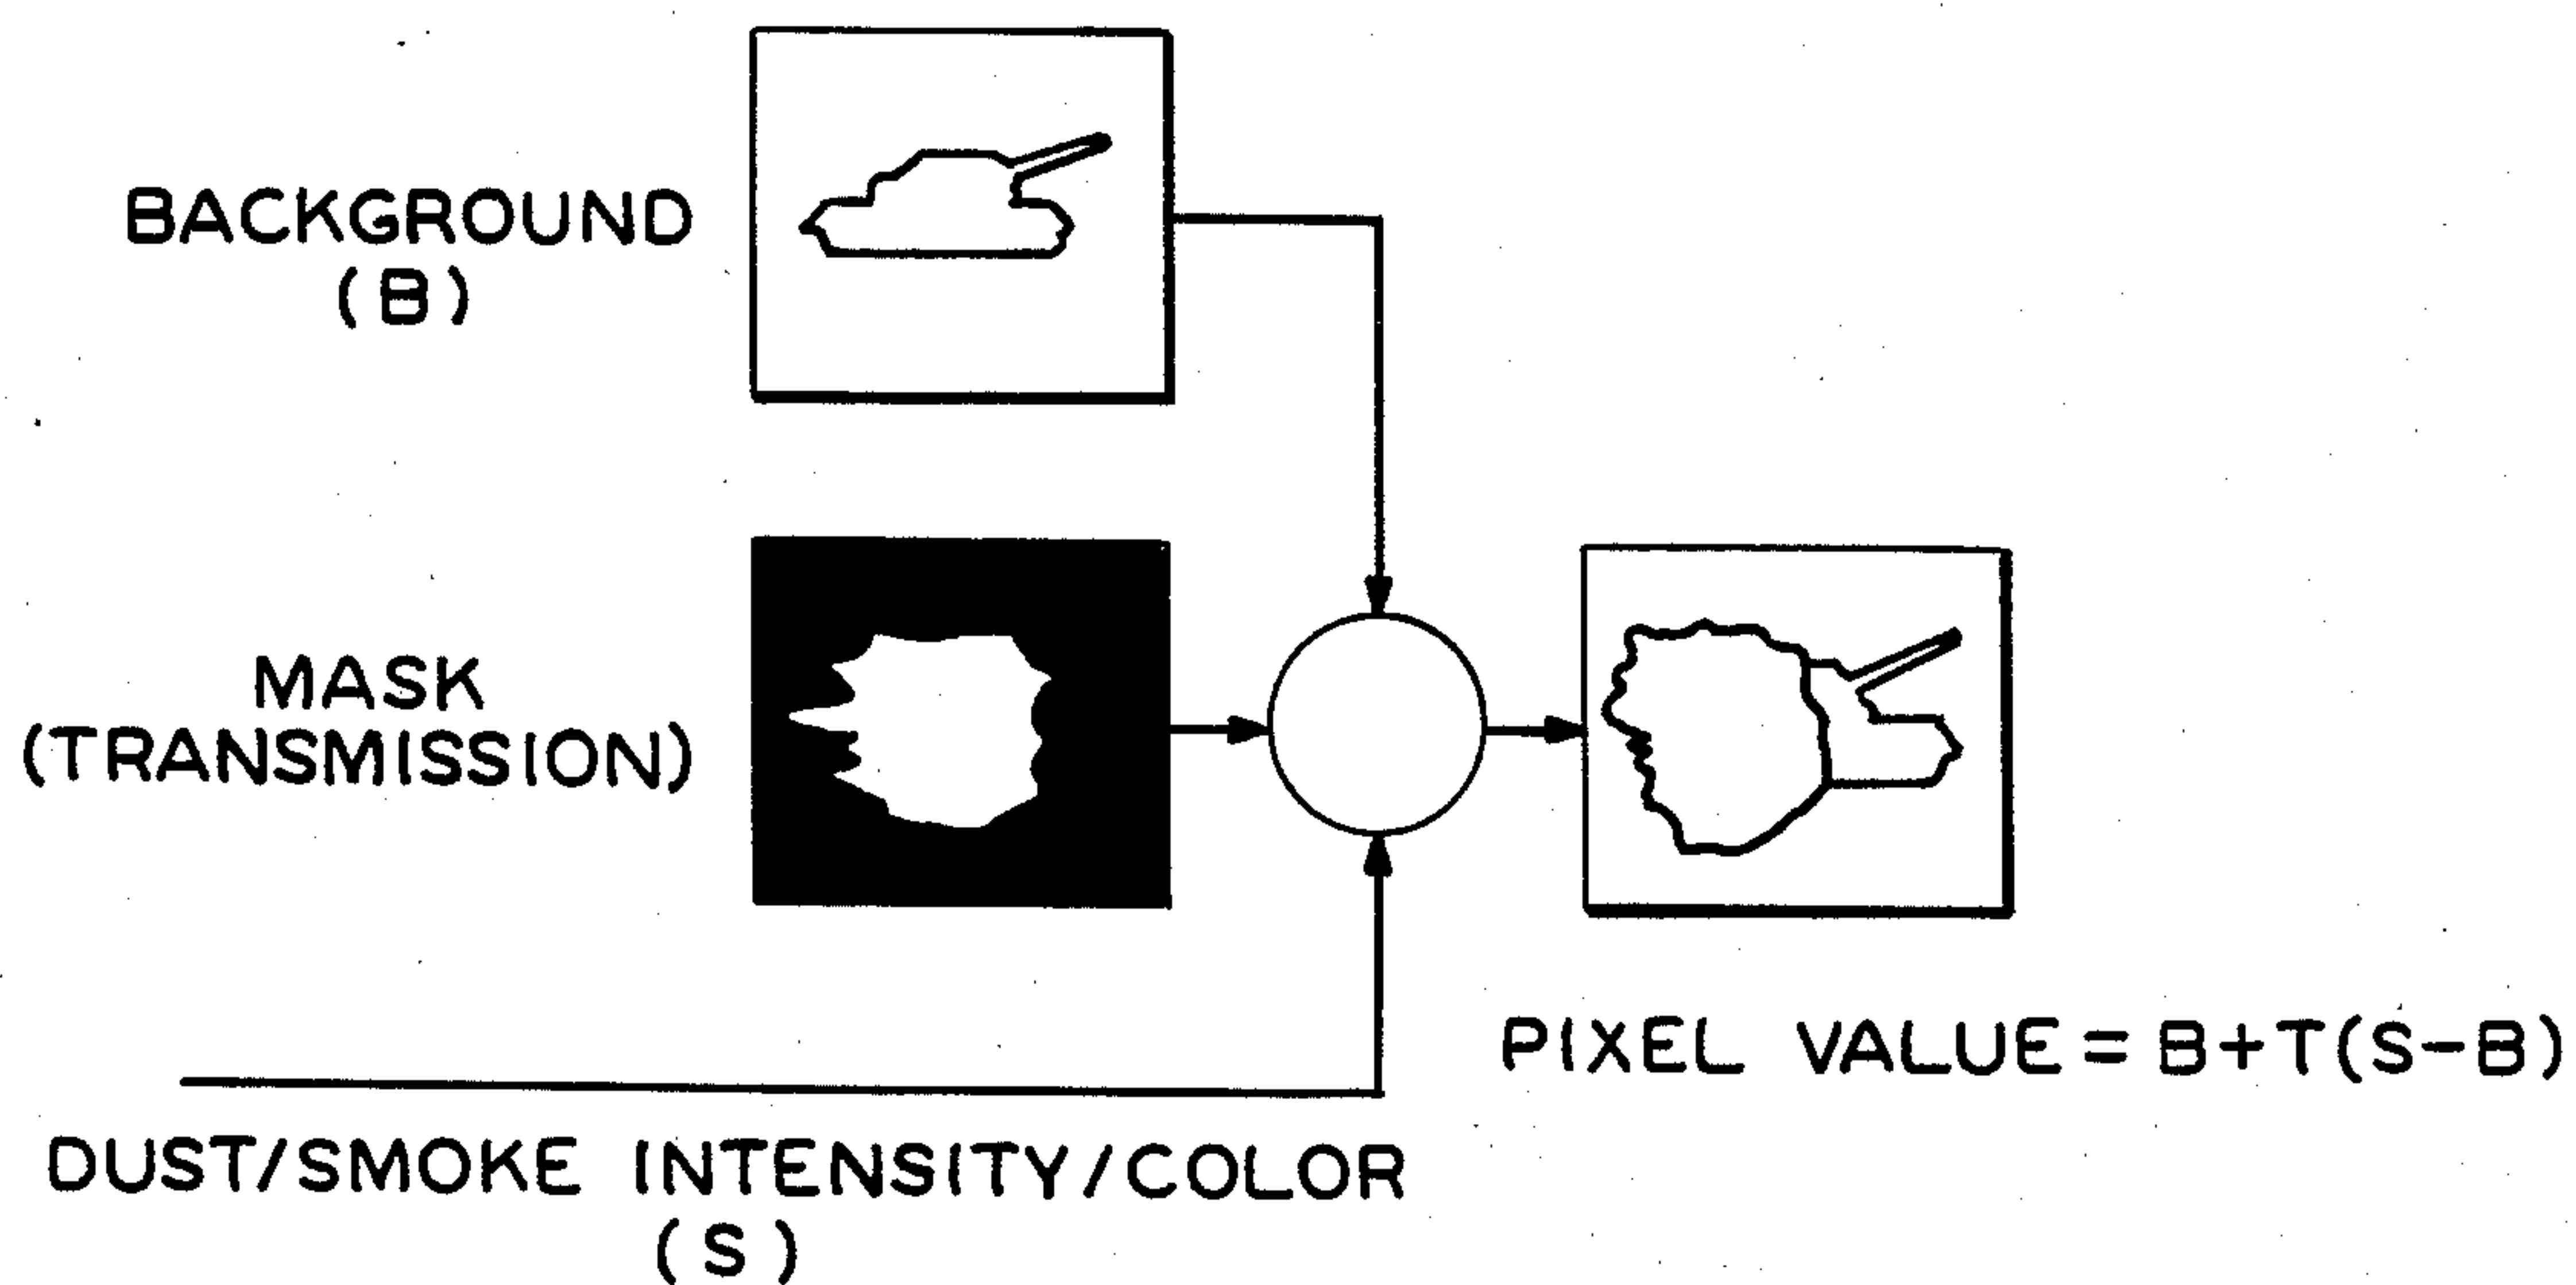 BACKGROUND
(B)
MASK
(TRANSMISSION)
PIXEL VALUE = B+T(S-B)
DUST/SMOKE INTENSITY/COLOR
(S)